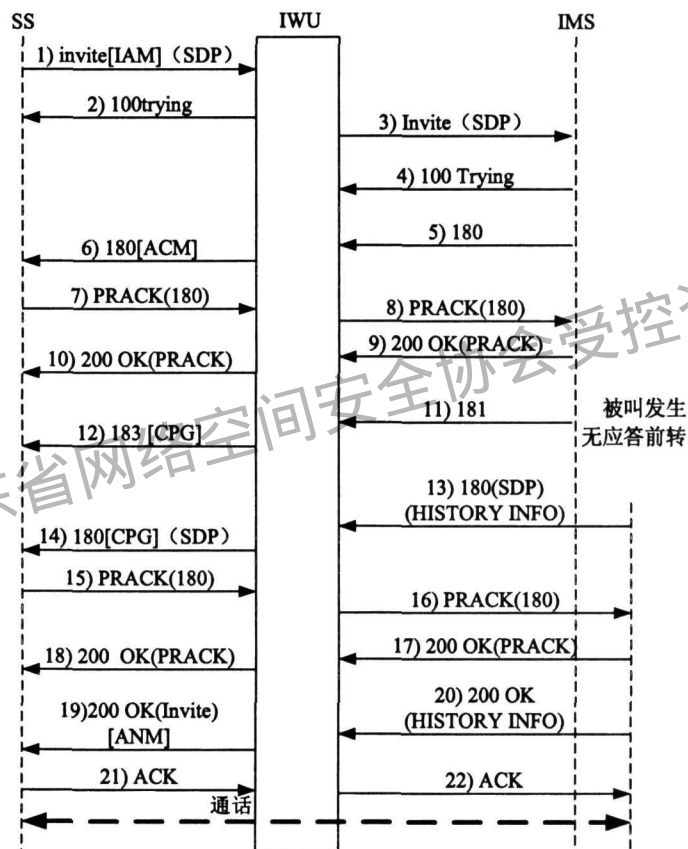 SS
IWU
IMS
1) invite[IAM]（SDP）
2) 100trying
3) Invite（SDP）
4) 100 Trying
5) 180
6) 180[ACM]
7) PRACK(180)
8) PRACK(180)
9) 200 OK(PRACK)
10) 200 OK(PRACK)
11) 181
被叫发生
无应答前转
12) 183 [CPG]
13) 180(SDP)
(HISTORY INFO)
14) 180[CPG]（SDP）
15) PRACK(180)
16) PRACK(180)
17) 200 OK(PRACK)
18) 200 OK(PRACK)
19)200 OK(Invite)
[ANM]
20) 200 OK
(HISTORY INFO)
21) ACK
22) ACK
通话
省网络空间安全协会受控